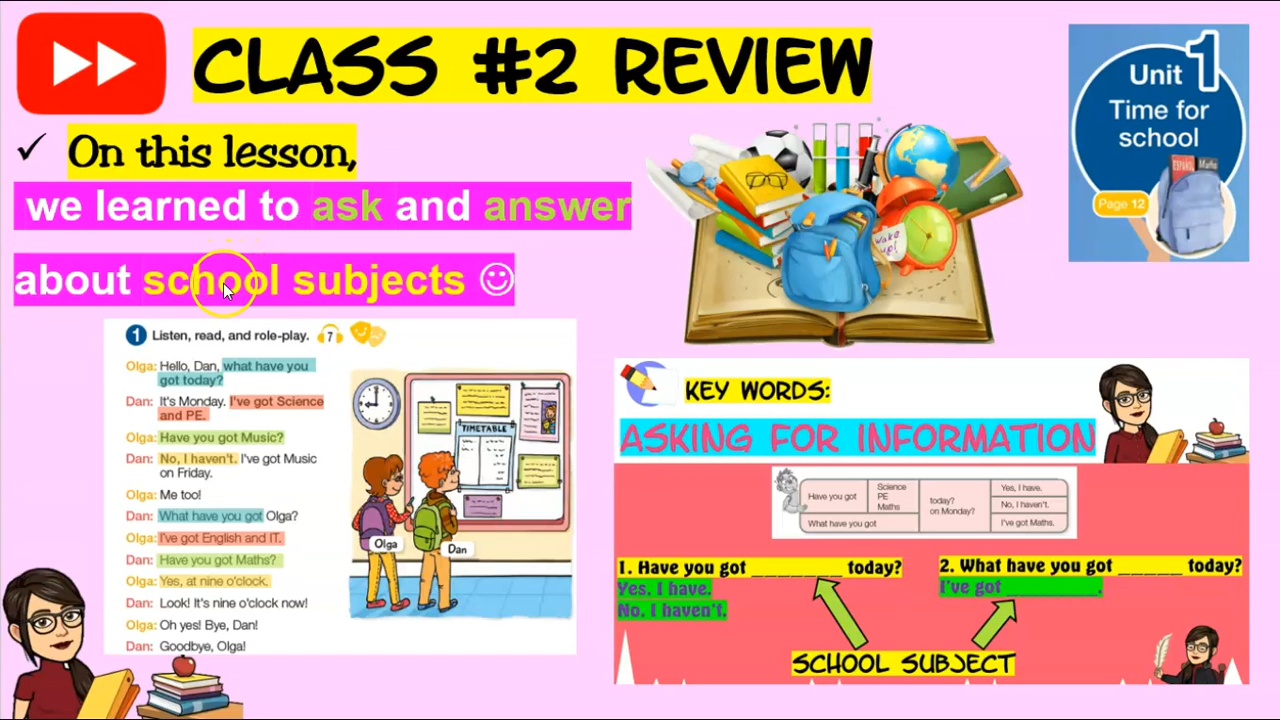 CLASS #2 REVIEW
Unit 1
Time for
school
Page 12
ESPAÑOL Maths
✓ On this lesson,
we learned to ask and answer
about school subjects ☺
wake
up!
1 Listen, read, and role-play. 7
Olga: Hello, Dan, what have you
got today?
Dan: It's Monday. I've got Science
and PE.
Olga: Have you got Music?
Dan: No, I haven't. I've got Music
on Friday.
Olga: Me too!
Dan: What have you got Olga?
Olga: I've got English and IT.
Dan: Have you got Maths?
Olga: Yes, at nine o'clock.
Dan: Look! It's nine o'clock now!
Olga: Oh yes! Bye, Dan!
Dan: Goodbye, Olga!
TIMETABLE
Olga
Dan
KEY WORDS:
ASKING FOR INFORMATION
Have you got
Science
PE
Maths
What have you got
today?
on Monday?
Yes, I have.
No, I haven't.
I've got Maths.
1. Have you got _______ today?
Yes, I have.
No, I haven't.
2. What have you got _____ today?
I've got __________.
SCHOOL SUBJECT